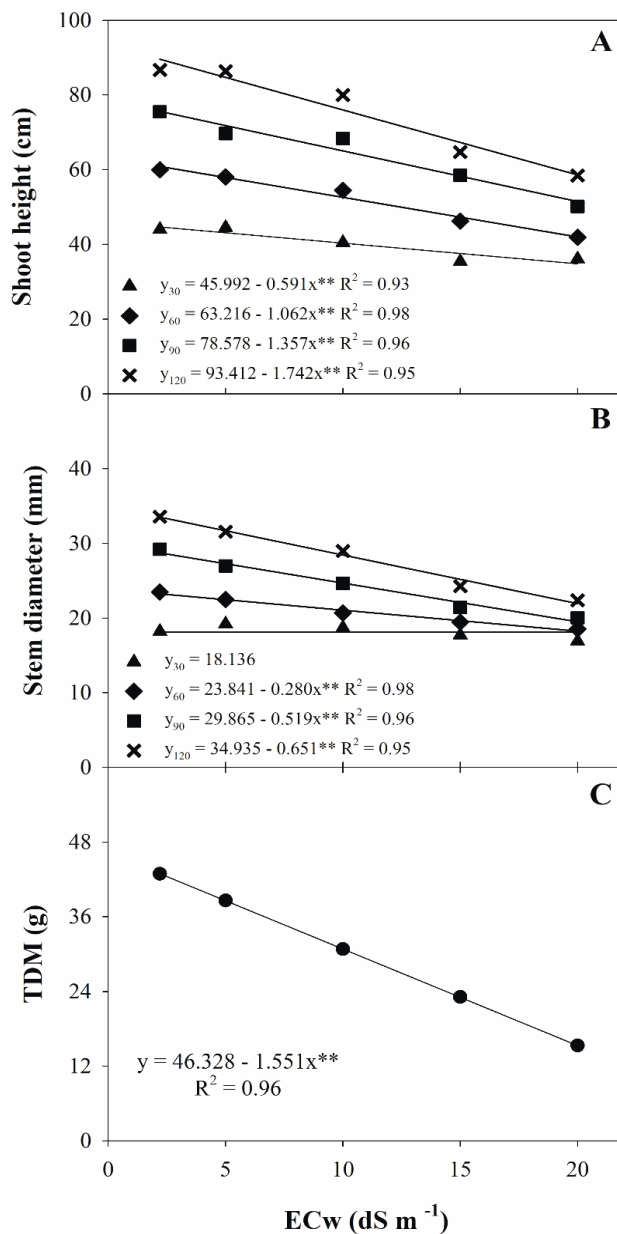 A
100
80
60
40
20
0
Shoot height (cm)
y30 = 45.992 - 0.591x** R2 = 0.93
y60 = 63.216 - 1.062x** R2 = 0.98
y90 = 78.578 - 1.357x** R2 = 0.96
y120 = 93.412 - 1.742x** R2 = 0.95
B
40
30
20
10
0
Stem diameter (mm)
y30 = 18.136
y60 = 23.841 - 0.280x** R2 = 0.98
y90 = 29.865 - 0.519x** R2 = 0.96
y120 = 34.935 - 0.651** R2 = 0.95
C
48
36
24
12
0
TDM (g)
y = 46.328 - 1.551x**
R2 = 0.96
0 5 10 15 20
ECw (dS m -1)